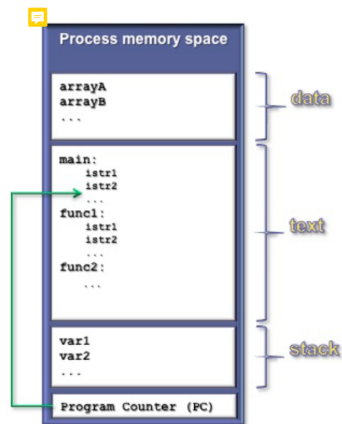 Process memory space
arrayA
arrayB
...
data
main:
istr1
istr2
...
func1:
istr1
istr2
...
func2:
...
text
var1
var2
...
stack
Program Counter (PC)